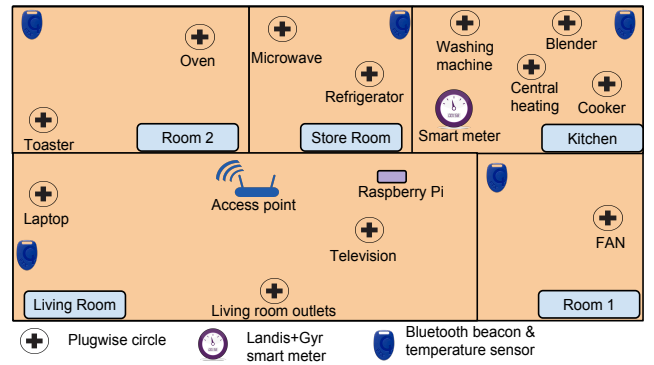 Oven
Toaster
Room 2
Microwave
Refrigerator
Store Room
Washing
machine
Blender
Central
heating
Cooker
Smart meter
Kitchen
Laptop
Access point
Raspberry Pi
Television
Living room outlets
Living Room
FAN
Room 1
Plugwise circle
Landis+Gyr
smart meter
Bluetooth beacon &
temperature sensor